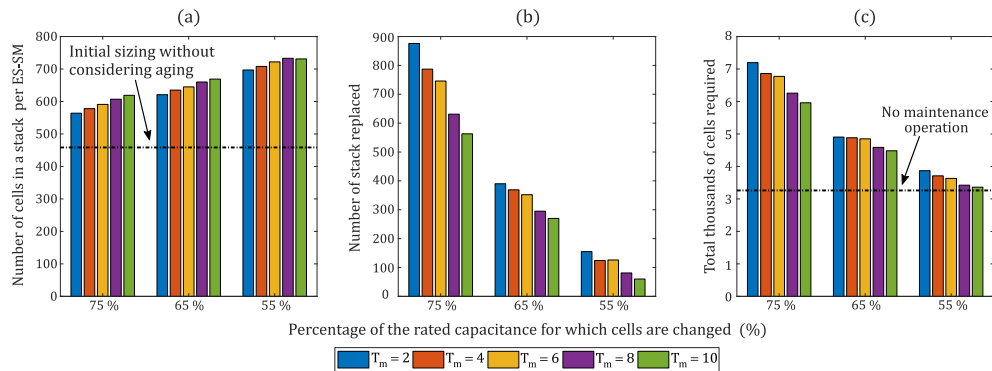 (a)
Number of cells in a stack per ES-SM
800
700
600
500
400
300
200
100
0
Initial sizing without
considering aging
75 %
65 %
55 %
(b)
Number of stack replaced
900
800
700
600
500
400
300
200
100
0
75 %
65 %
55 %
(c)
Total thousands of cells required
8
7
6
5
4
3
2
1
0
No maintenance
operation
75 %
65 %
55 %
Percentage of the rated capacitance for which cells are changed (%)
Tm = 2
Tm = 4
Tm = 6
Tm = 8
Tm = 10